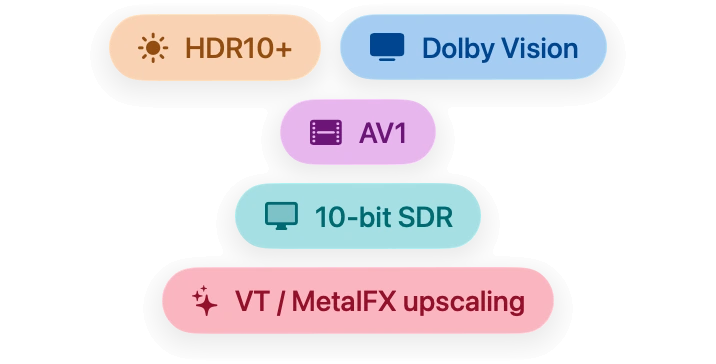 HDR10+
Dolby Vision
AV1
10-bit SDR
VT / MetalFX upscaling